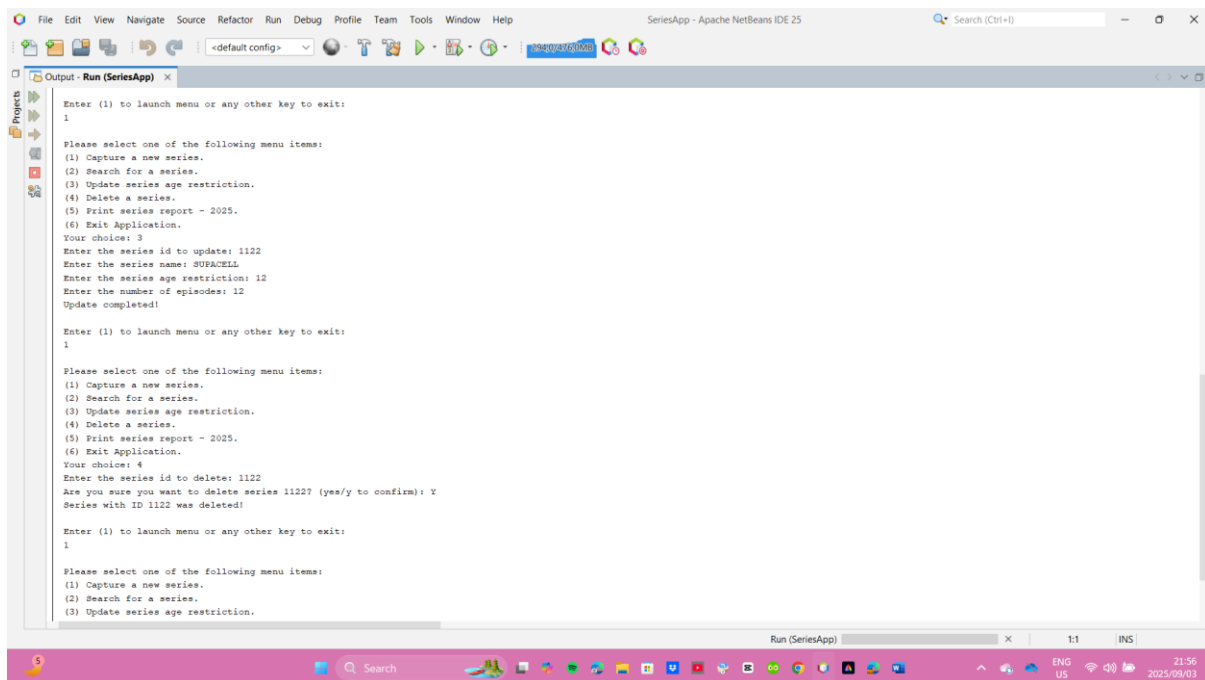 File Edit View Navigate Source Refactor Run Debug Profile Team Tools Window Help SeriesApp - Apache NetBeans IDE 25 Search (Ctrl+I)
<default config> 294.0/476.0MB
Output - Run (SeriesApp)
Projects
Enter (1) to launch menu or any other key to exit:
1
Please select one of the following menu items:
(1) Capture a new series.
(2) Search for a series.
(3) Update series age restriction.
(4) Delete a series.
(5) Print series report - 2025.
(6) Exit Application.
Your choice: 3
Enter the series id to update: 1122
Enter the series name: SUPACELL
Enter the series age restriction: 12
Enter the number of episodes: 12
Update completed!
Enter (1) to launch menu or any other key to exit:
1
Please select one of the following menu items:
(1) Capture a new series.
(2) Search for a series.
(3) Update series age restriction.
(4) Delete a series.
(5) Print series report - 2025.
(6) Exit Application.
Your choice: 4
Enter the series id to delete: 1122
Are you sure you want to delete series 1122? (yes/y to confirm): Y
Series with ID 1122 was deleted!
Enter (1) to launch menu or any other key to exit:
1
Please select one of the following menu items:
(1) Capture a new series.
(2) Search for a series.
(3) Update series age restriction.
Run (SeriesApp) 1:1 INS
5 Search ENG 21:56
US 2025/09/03